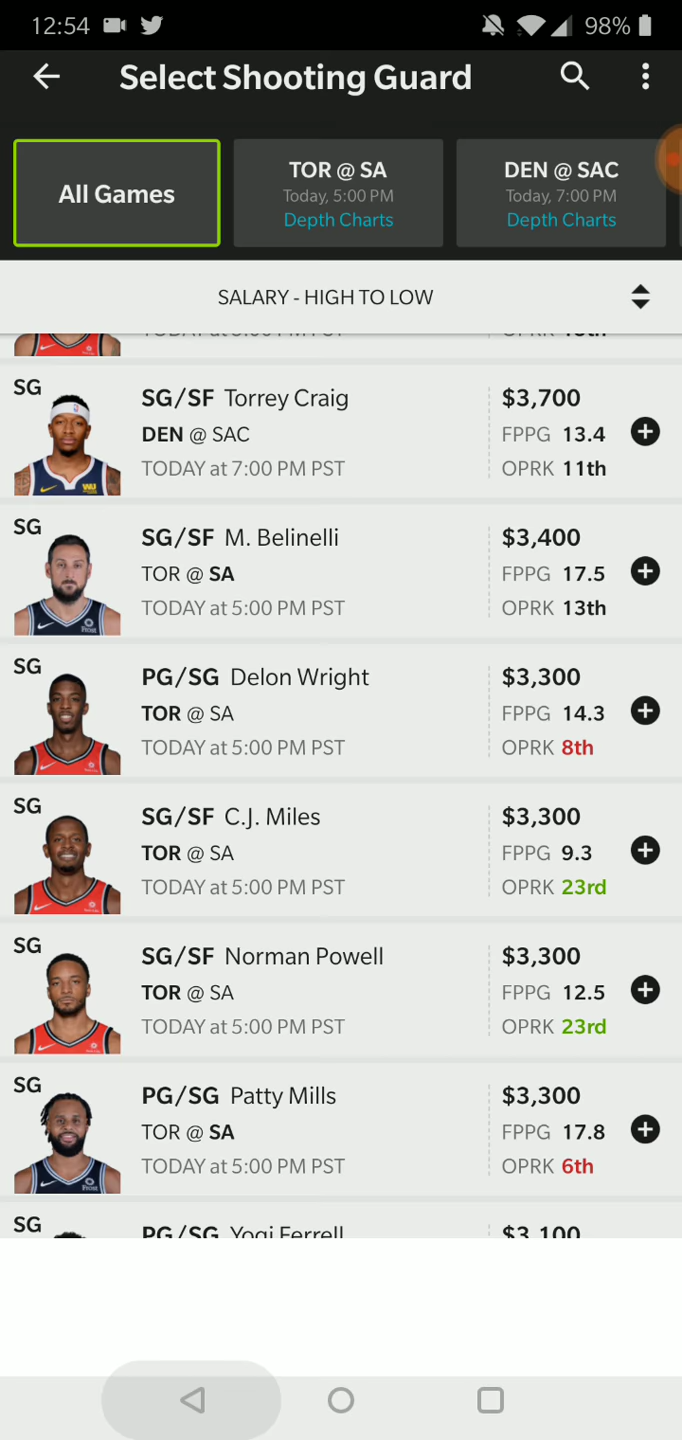 12:54
98%
Select Shooting Guard
All Games
TOR @ SA
Today, 5:00 PM
Depth Charts
DEN @ SAC
Today, 7:00 PM
Depth Charts
SALARY - HIGH TO LOW
SG
SG/SF Torrey Craig
$3,700
DEN @ SAC
FPPG 13.4
TODAY at 7:00 PM PST
OPRK 11th
SG
SG/SF M. Belinelli
$3,400
TOR @ SA
FPPG 17.5
TODAY at 5:00 PM PST
OPRK 13th
SG
PG/SG Delon Wright
$3,300
TOR @ SA
FPPG 14.3
TODAY at 5:00 PM PST
OPRK 8th
SG
SG/SF C.J. Miles
$3,300
TOR @ SA
FPPG 9.3
TODAY at 5:00 PM PST
OPRK 23rd
SG
SG/SF Norman Powell
$3,300
TOR @ SA
FPPG 12.5
TODAY at 5:00 PM PST
OPRK 23rd
SG
PG/SG Patty Mills
$3,300
TOR @ SA
FPPG 17.8
TODAY at 5:00 PM PST
OPRK 6th
SG
PG/SG Yogi Ferrell
$3,100